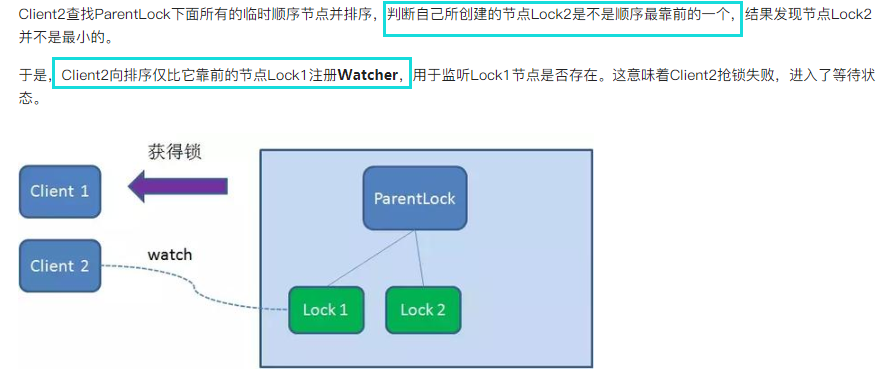 Client2查找ParentLock下面所有的临时顺序节点并排序，判断自己所创建的节点Lock2是不是顺序最靠前的一个，结果发现节点Lock2
并不是最小的。
于是，Client2向排序仅比它靠前的节点Lock1注册Watcher，用于监听Lock1节点是否存在。这意味着Client2抢锁失败，进入了等待状
态。
获得锁
Client 1
ParentLock
watch
Client 2
Lock 1
Lock 2